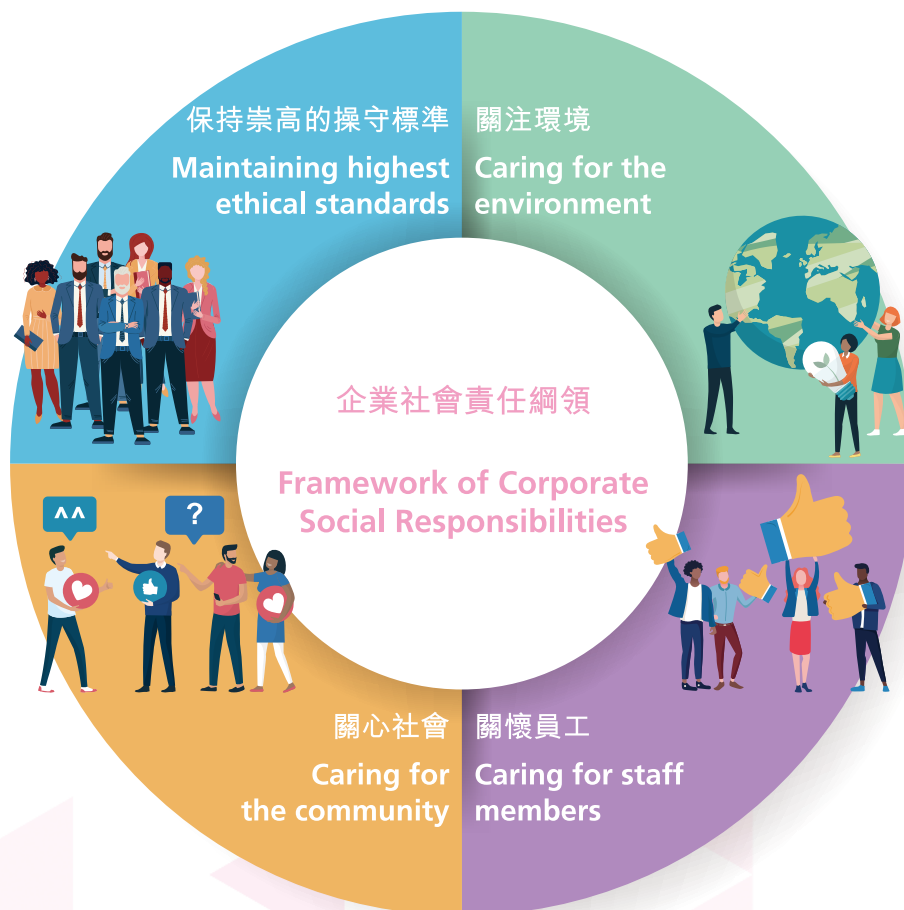 保持崇高的操守標準
Maintaining highest
ethical standards
關注環境
Caring for the
environment
企業社會責任綱領
Framework of Corporate
Social Responsibilities
^^
?
關心社會
Caring for
the community
關懷員工
Caring for staff
members